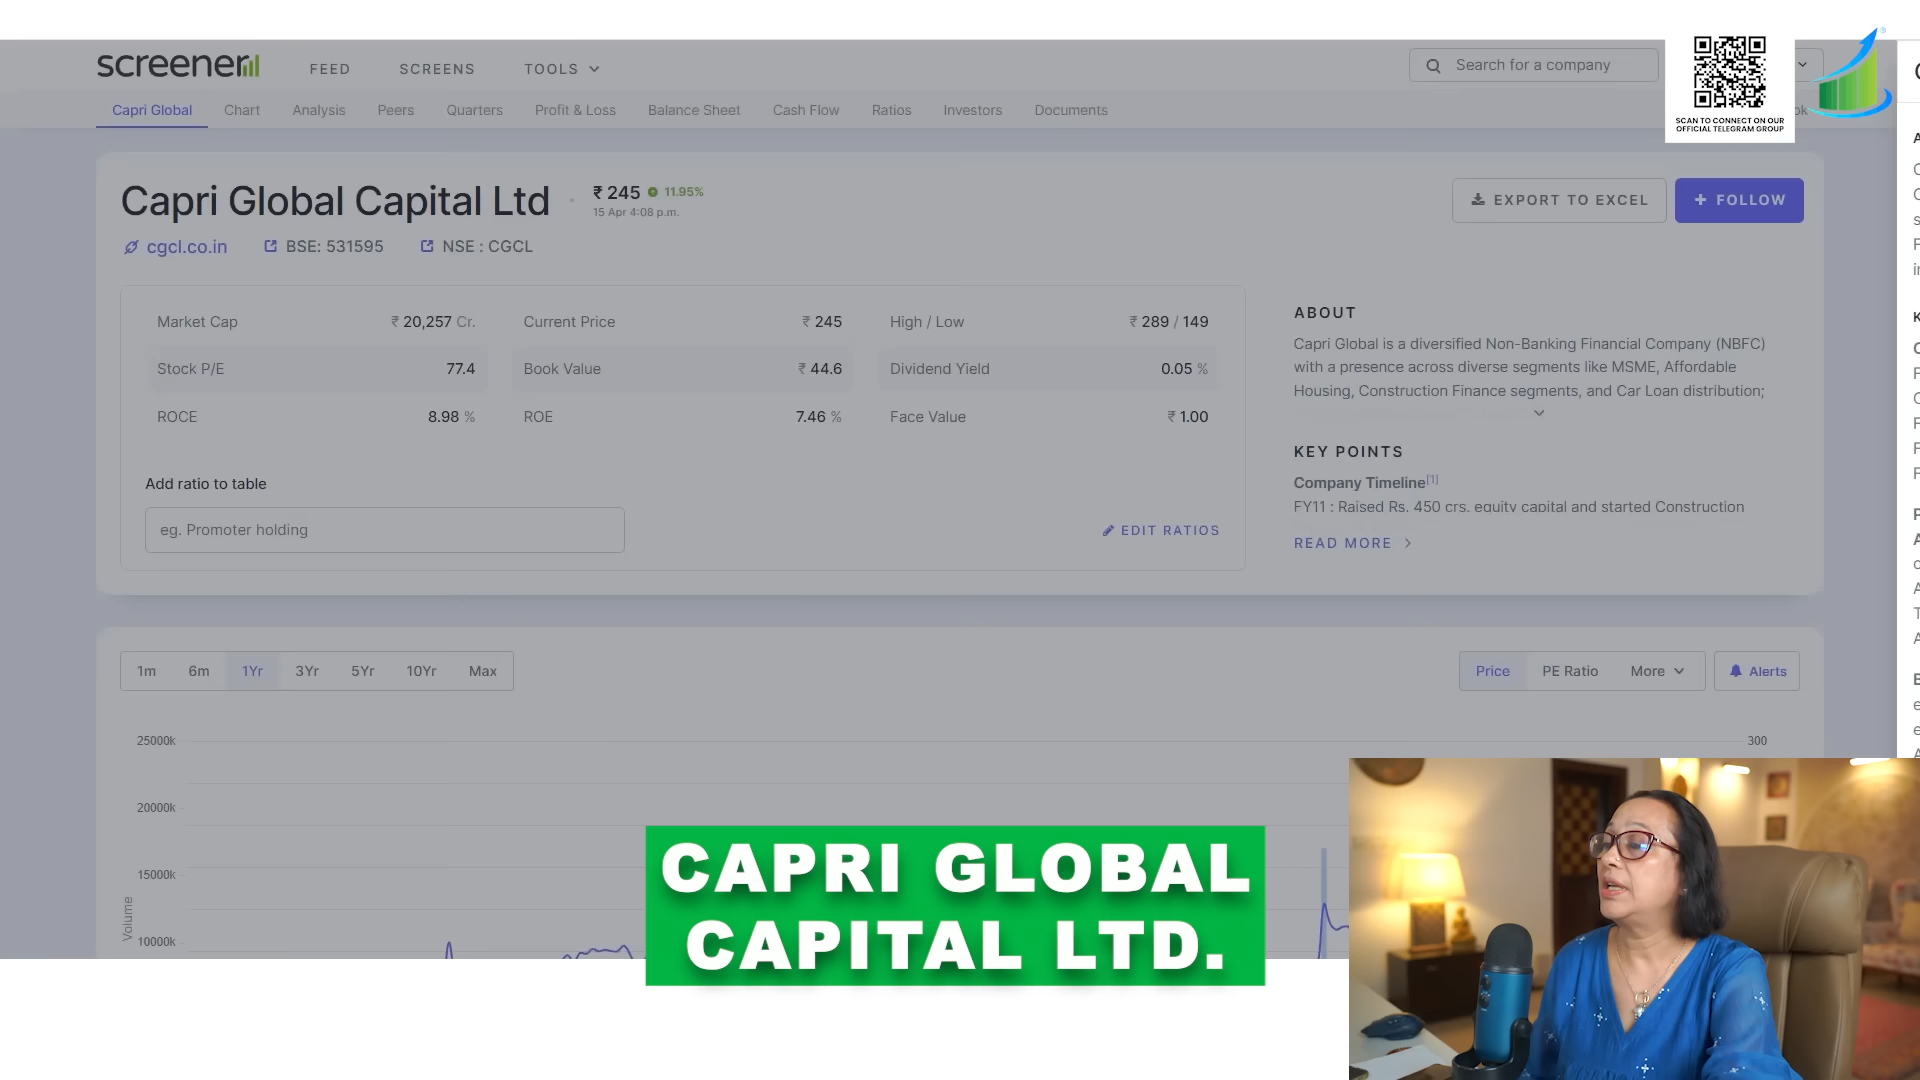 screener
FEED
SCREENS
TOOLS
Search for a company
SCAN TO CONNECT ON OUR
OFFICIAL TELEGRAM GROUP
Capri Global
Chart
Analysis
Peers
Quarters
Profit & Loss
Balance Sheet
Cash Flow
Ratios
Investors
Documents
Capri Global Capital Ltd
₹ 245 11.95%
15 Apr 4:08 p.m.
EXPORT TO EXCEL
+ FOLLOW
cgcl.co.in
BSE: 531595
NSE : CGCL
Market Cap ₹ 20,257 Cr.
Current Price ₹ 245
High / Low ₹ 289 / 149
Stock P/E 77.4
Book Value ₹ 44.6
Dividend Yield 0.05 %
ROCE 8.98 %
ROE 7.46 %
Face Value ₹ 1.00
Add ratio to table
eg. Promoter holding
EDIT RATIOS
ABOUT
Capri Global is a diversified Non-Banking Financial Company (NBFC)
with a presence across diverse segments like MSME, Affordable
Housing, Construction Finance segments, and Car Loan distribution;
KEY POINTS
Company Timeline[1]
FY11 : Raised Rs. 450 crs. equity capital and started Construction
READ MORE
1m
6m
1Yr
3Yr
5Yr
10Yr
Max
Price
PE Ratio
More
Alerts
25000k
300
20000k
15000k
10000k
Volume
CAPRI GLOBAL
CAPITAL LTD.